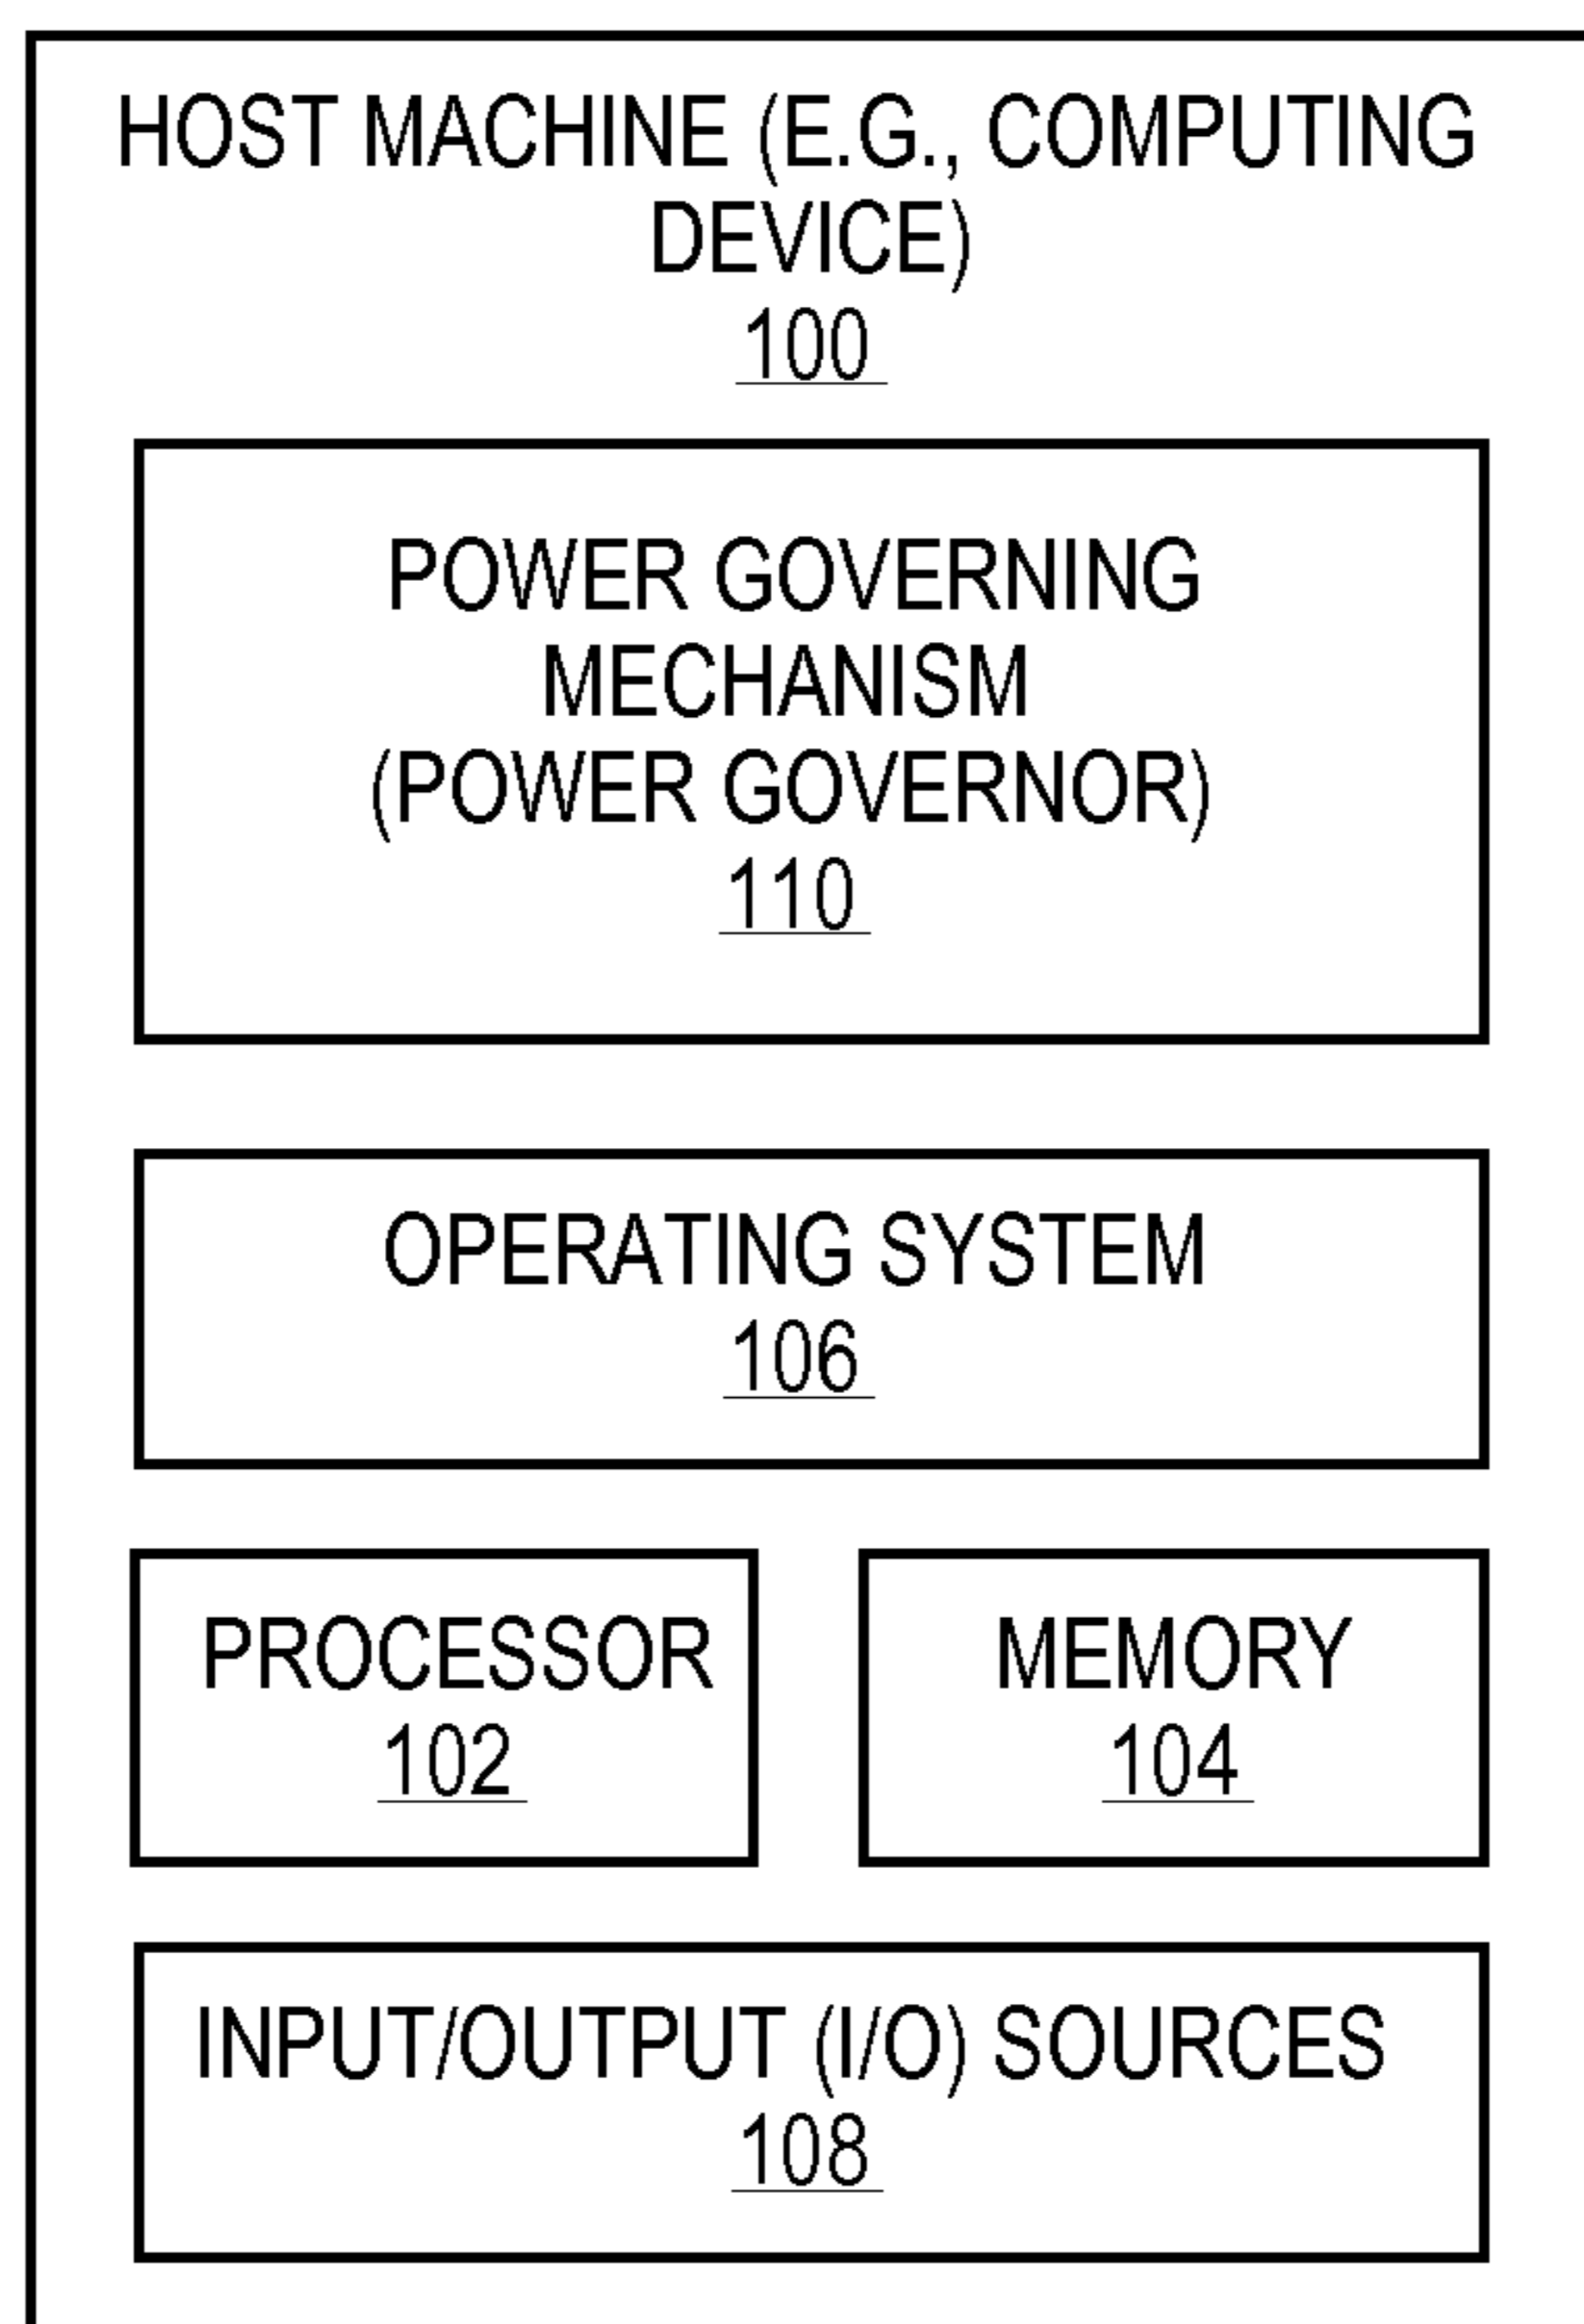 HOST MACHINE (E.G., COMPUTING
DEVICE)
100
POWER GOVERNING
MECHANISM
(POWER GOVERNOR)
110
OPERATING SYSTEM
106
PROCESSOR
102
MEMORY
104
INPUT/OUTPUT (I/O) SOURCES
108